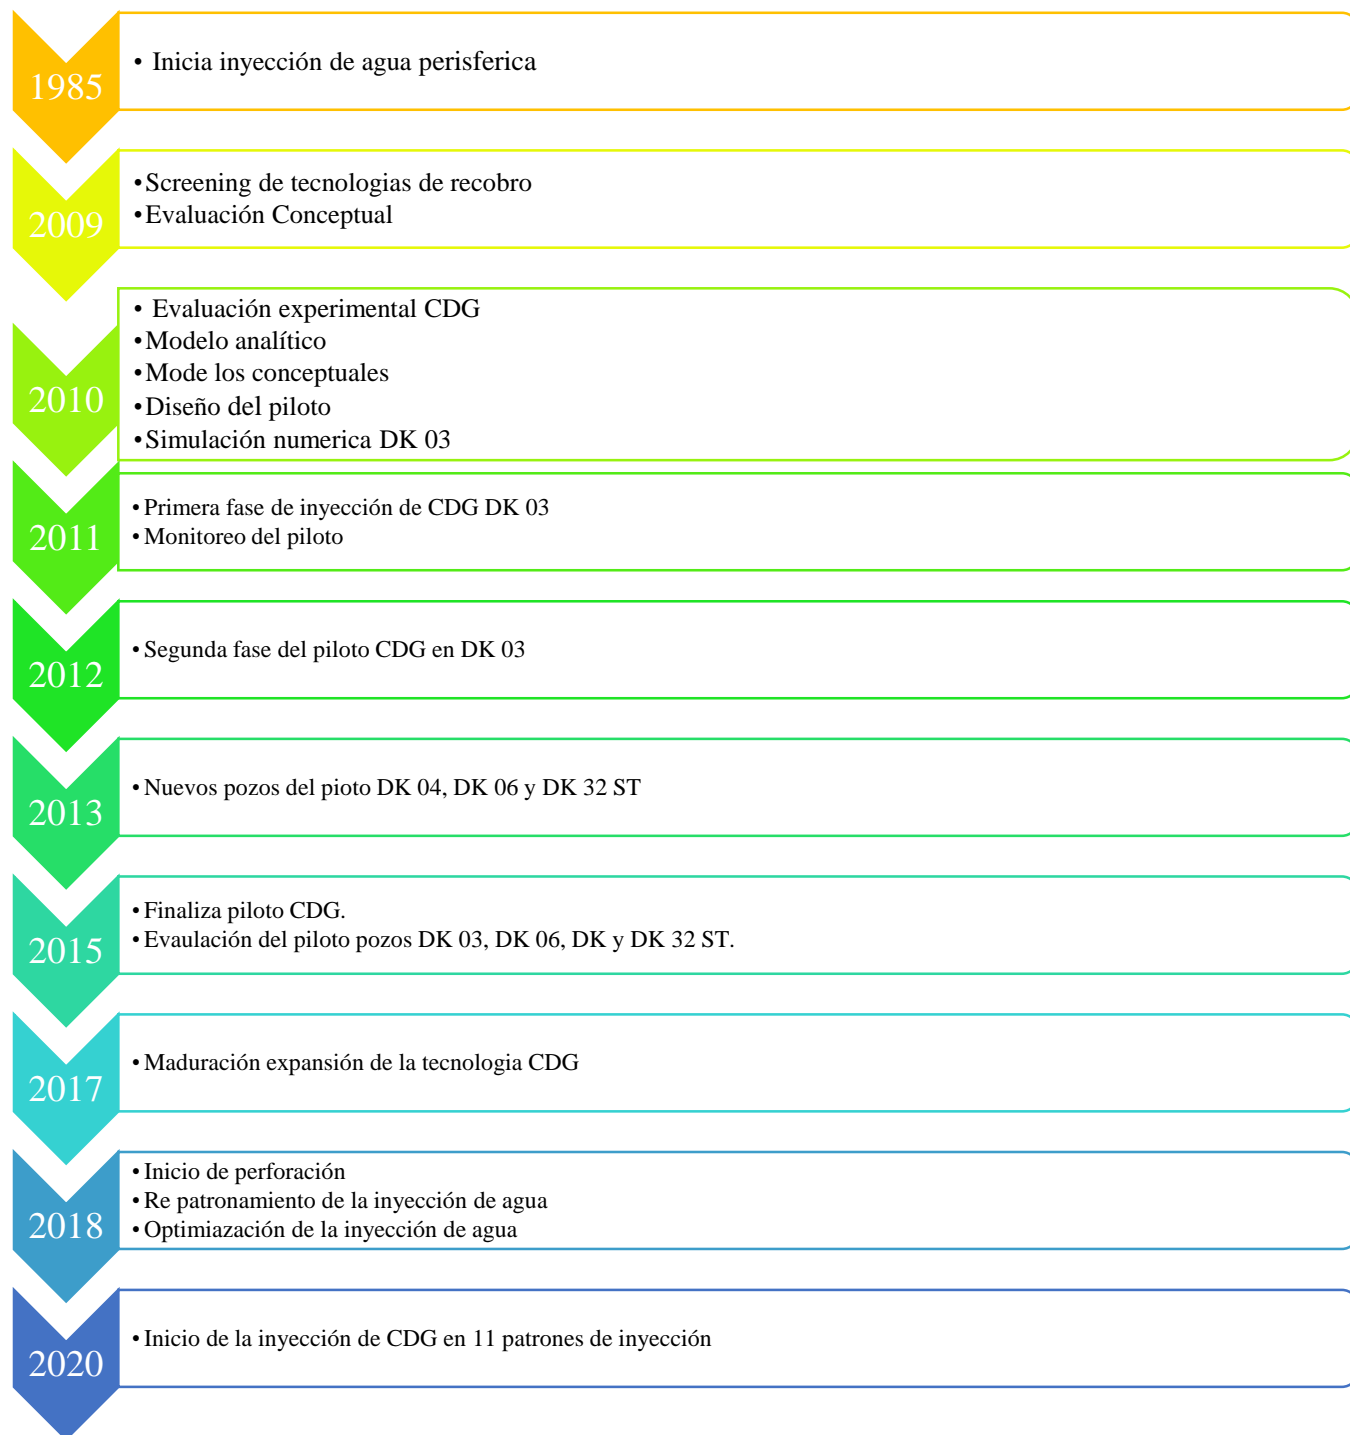 1985
• Inicia inyección de agua perisferica
2009
•Screening de tecnologias de recobro
•Evaluación Conceptual
2010
• Evaluación experimental CDG
•Modelo analítico
•Mode los conceptuales
•Diseño del piloto
•Simulación numerica DK 03
2011
•Primera fase de inyección de CDG DK 03
•Monitoreo del piloto
2012
•Segunda fase del piloto CDG en DK 03
2013
•Nuevos pozos del pioto DK 04, DK 06 y DK 32 ST
2015
•Finaliza piloto CDG.
•Evaulación del piloto pozos DK 03, DK 06, DK y DK 32 ST.
2017
•Maduración expansión de la tecnologia CDG
2018
•Inicio de perforación
•Re patronamiento de la inyección de agua
•Optimiazación de la inyección de agua
2020
•Inicio de la inyección de CDG en 11 patrones de inyección